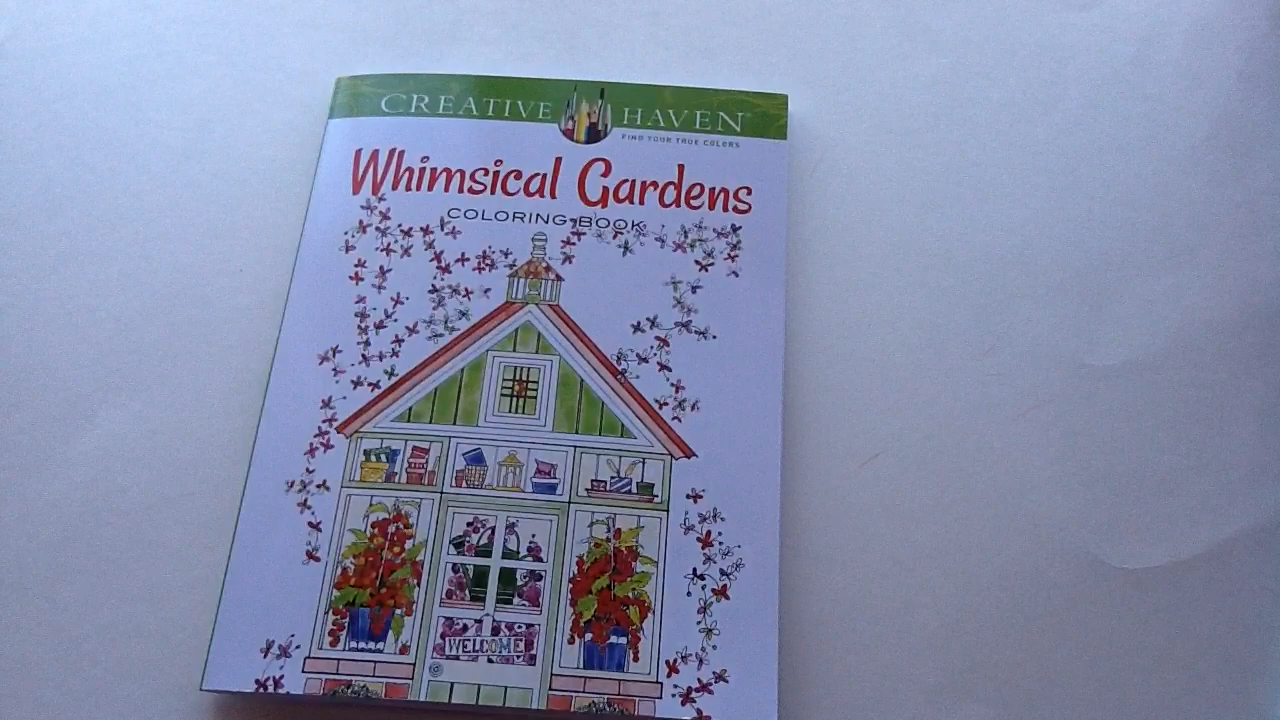 CREATIVE HAVEN
FIND YOUR TRUE COLORS
Whimsical Gardens
COLORING BOOK
WELCOME